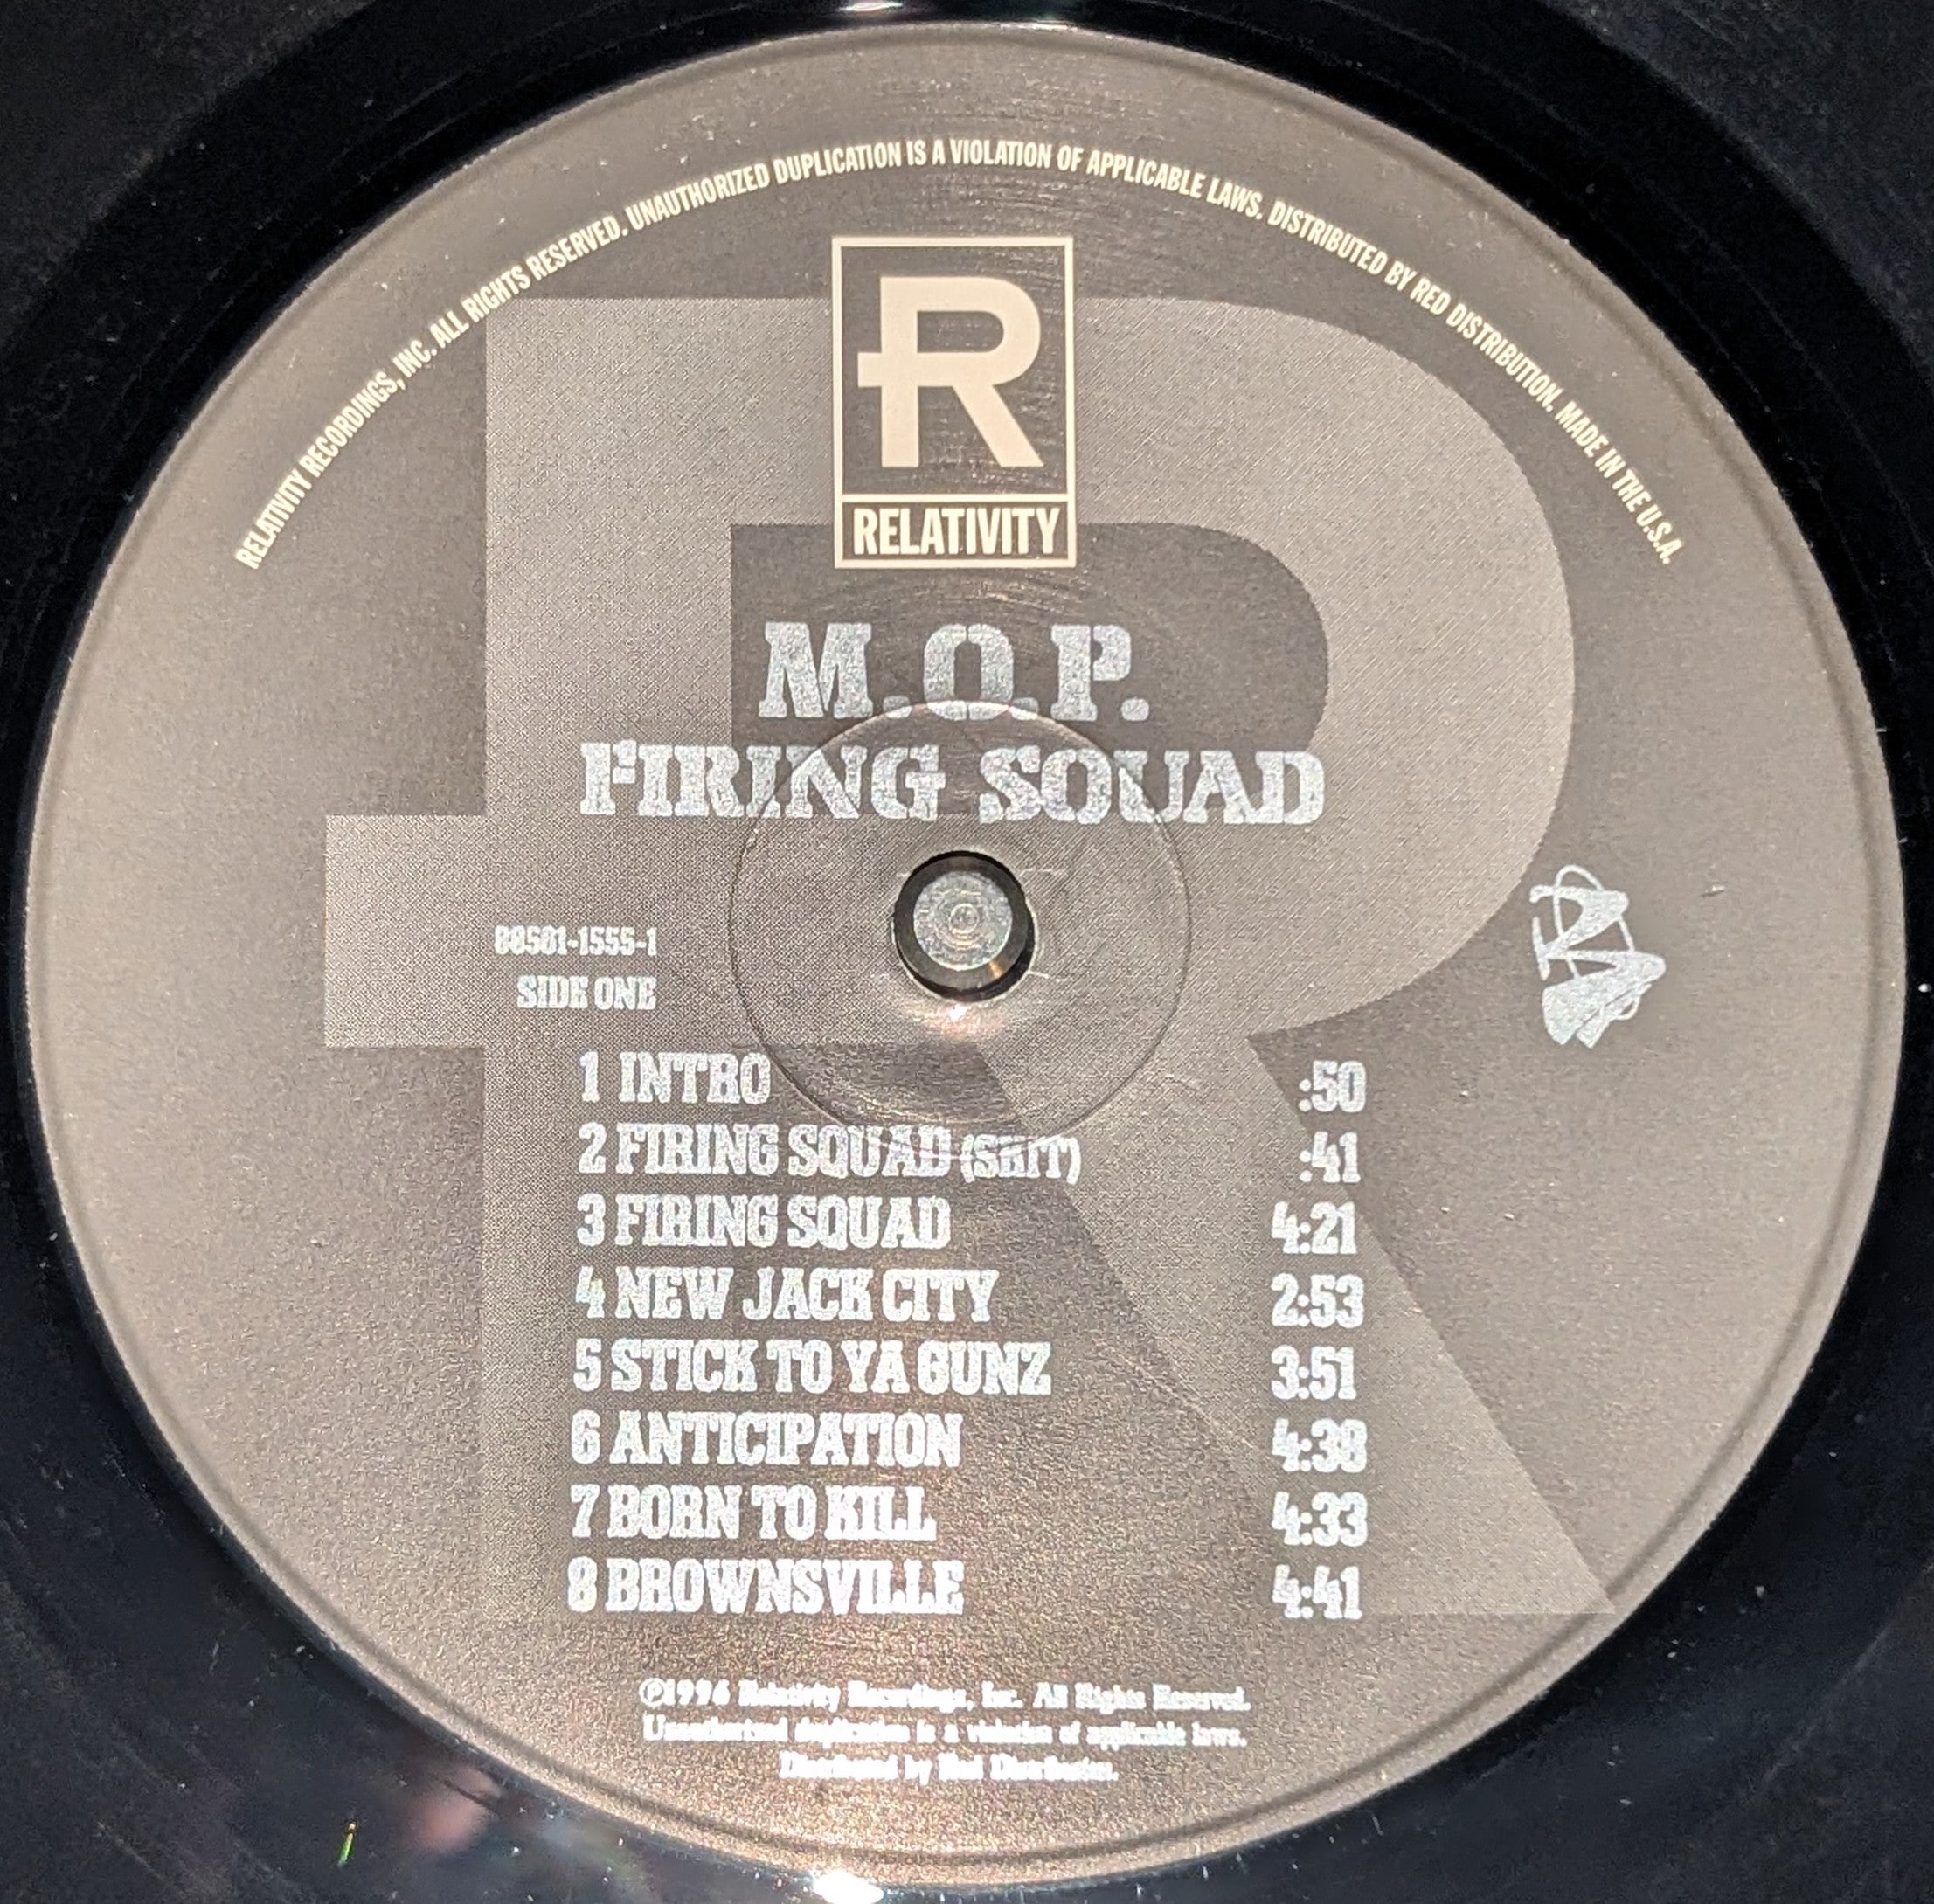 RELATIVITY RECORDINGS, INC. ALL RIGHTS RESERVED. UNAUTHORIZED DUPLICATION IS A VIOLATION OF APPLICABLE LAWS. DISTRIBUTED BY RED DISTRIBUTION. MADE IN THE U.S.A.
R
RELATIVITY
M.O.P.
FIRING SQUAD
88561-1555-1
SIDE ONE
1 INTRO :50
2 FIRING SQUAD (SKIT) :41
3 FIRING SQUAD 4:21
4 NEW JACK CITY 2:53
5 STICK TO YA GUNZ 3:51
6 ANTICIPATION 4:38
7 BORN TO KILL 4:33
8 BROWNSVILLE 4:41
℗1996 Relativity Recordings, Inc. All Rights Reserved.
Unauthorized duplication is a violation of applicable laws.
Distributed by Red Distribution.